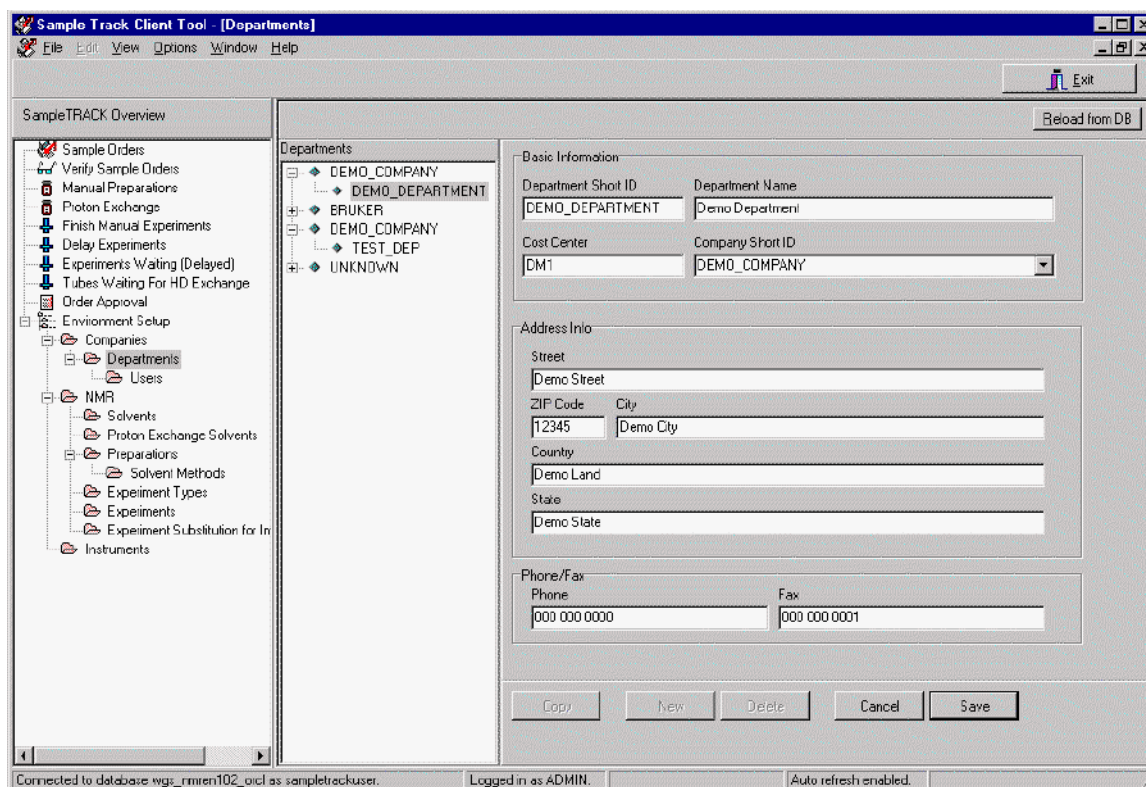 Sample Track Client Tool - [Departments]
File Edit View Options Window Help
Exit
SampleTRACK Overview
Reload from DB
Sample Orders
Verify Sample Orders
Manual Preparations
Proton Exchange
Finish Manual Experiments
Delay Experiments
Experiments Waiting (Delayed)
Tubes Waiting For HD Exchange
Order Approval
Environment Setup
Companies
Departments
Users
NMR
Solvents
Proton Exchange Solvents
Preparations
Solvent Methods
Experiment Types
Experiments
Experiment Substitution for In
Instruments
Departments
DEMO_COMPANY
DEMO_DEPARTMENT
BRUKER
DEMO_COMPANY
TEST_DEP
UNKNOWN
Basic Information
Department Short ID Department Name
DEMO_DEPARTMENT Demo Department
Cost Center Company Short ID
DM1 DEMO_COMPANY
Address Info
Street
Demo Street
ZIP Code City
12345 Demo City
Country
Demo Land
State
Demo State
Phone/Fax
Phone Fax
000 000 0000 000 000 0001
Copy New Delete Cancel Save
Connected to database wgs_nmren102_orcl as sampletrackuser. Logged in as ADMIN. Auto refresh enabled.